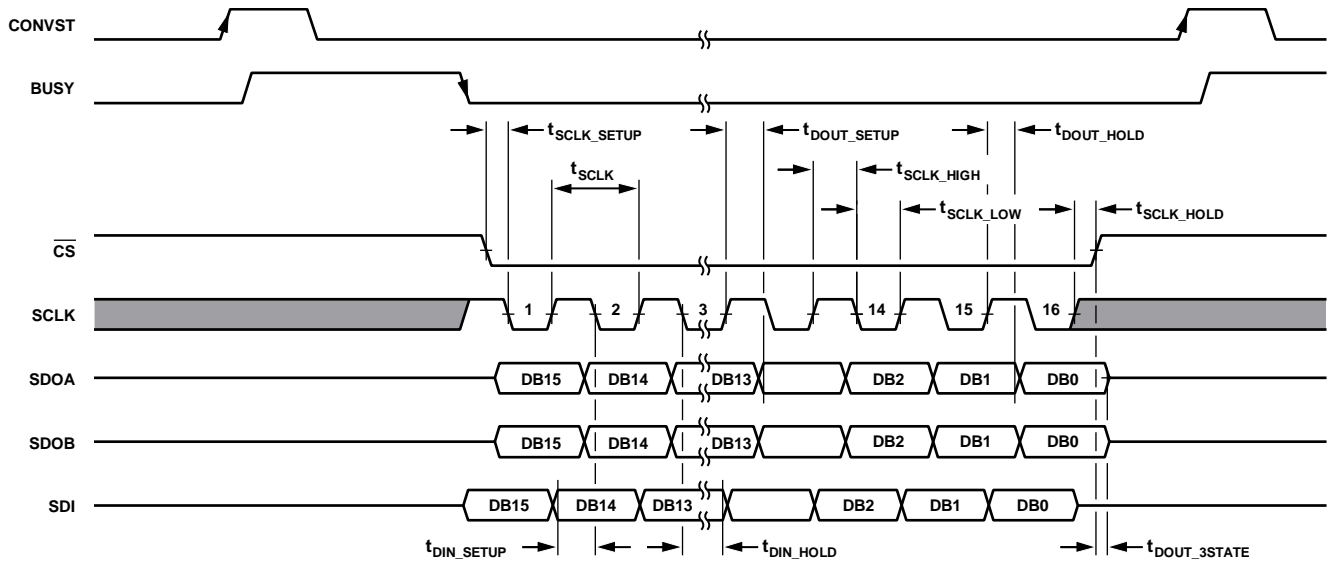 CONVST
BUSY
tSCLK_SETUP
tDOUT_SETUP
tDOUT_HOLD
tSCLK
tSCLK_HIGH
tSCLK_LOW
tSCLK_HOLD
CS
SCLK
1 2 3 14 15 16
SDOA
DB15 DB14 DB13 DB2 DB1 DB0
SDOB
DB15 DB14 DB13 DB2 DB1 DB0
SDI
DB15 DB14 DB13 DB2 DB1 DB0
tDIN_SETUP
tDIN_HOLD
tDOUT_3STATE